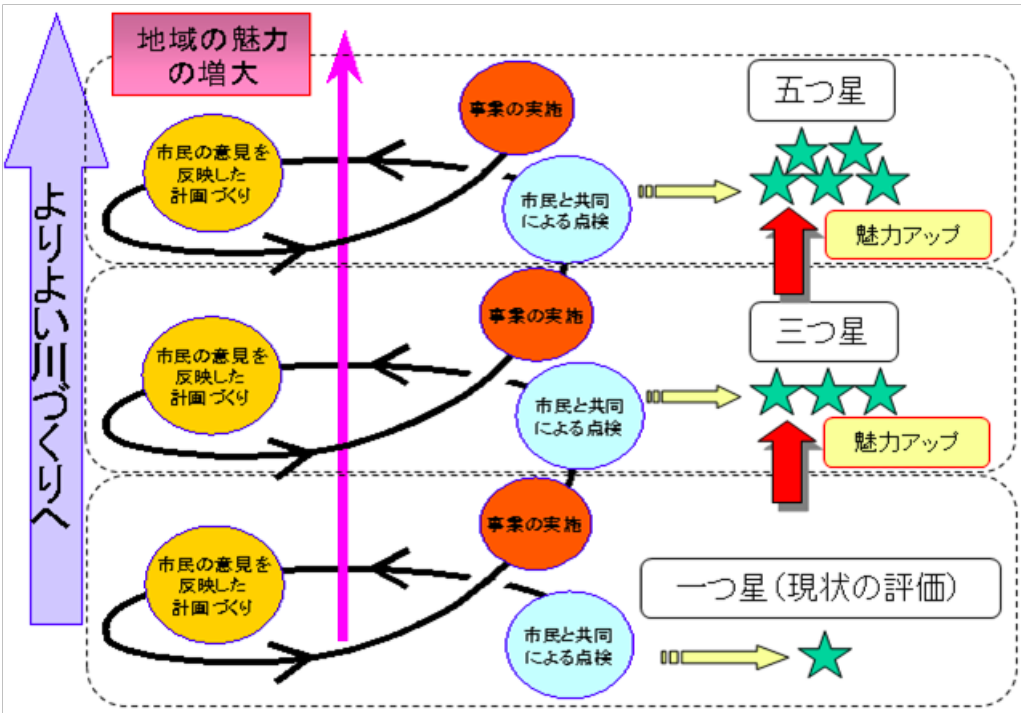 よりよい川づくりへ
地域の魅力
の増大
事業の実施
市民の意見を
反映した
計画づくり
市民と共同
による点検
五つ星
魅力アップ
事業の実施
市民の意見を
反映した
計画づくり
市民と共同
による点検
三つ星
魅力アップ
事業の実施
市民の意見を
反映した
計画づくり
市民と共同
による点検
一つ星(現状の評価)